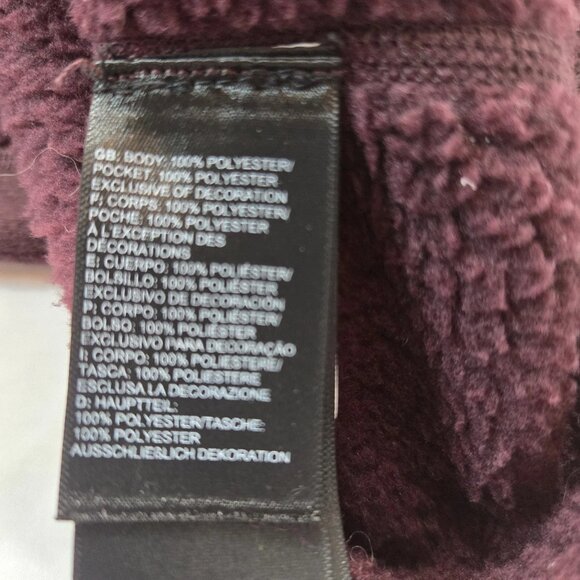 GB: BODY: 100% POLYESTER/
POCKET: 100% POLYESTER
EXCLUSIVE OF DECORATION
F: CORPS: 100% POLYESTER/
POCHE: 100% POLYESTER
À L'EXCEPTION DES
DÉCORATIONS
E: CUERPO: 100% POLIÉSTER/
BOLSILLO: 100% POLIÉSTER
EXCLUSIVO DE DECORACIÓN
P: CORPO: 100% POLIÉSTER/
BOLSO: 100% POLIÉSTER
EXCLUSIVO PARA DECORAÇÃO
I: CORPO: 100% POLIESTERE/
TASCA: 100% POLIESTERE
ESCLUSA LA DECORAZIONE
D: HAUPTTEIL:
100% POLYESTER/TASCHE:
100% POLYESTER
AUSSCHLIESLICH DEKORATION